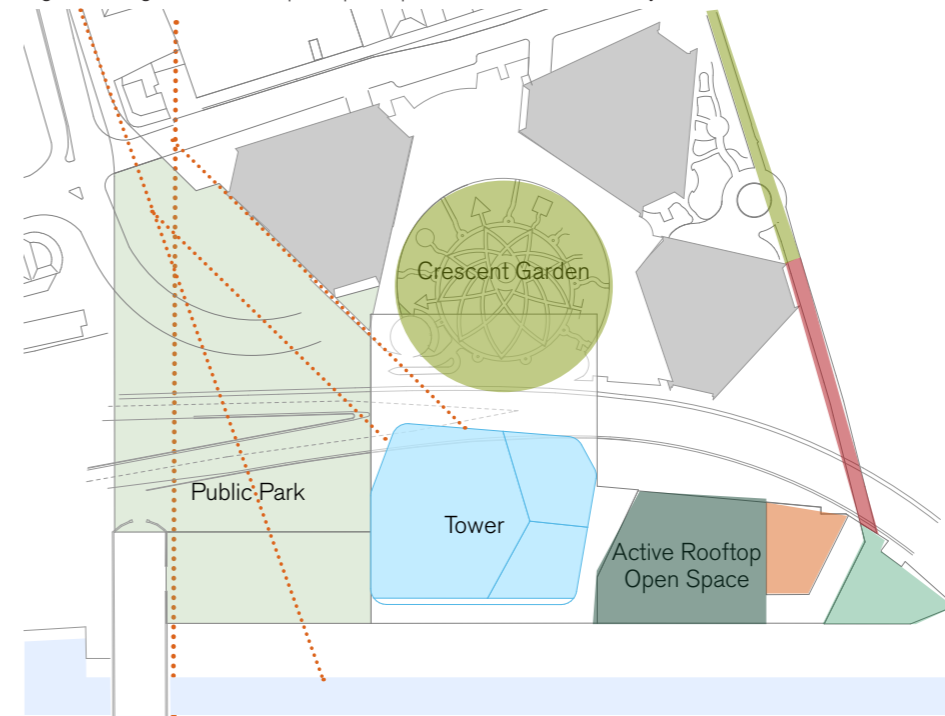 Crescent Garden
Public Park
Tower
Active Rooftop
Open Space